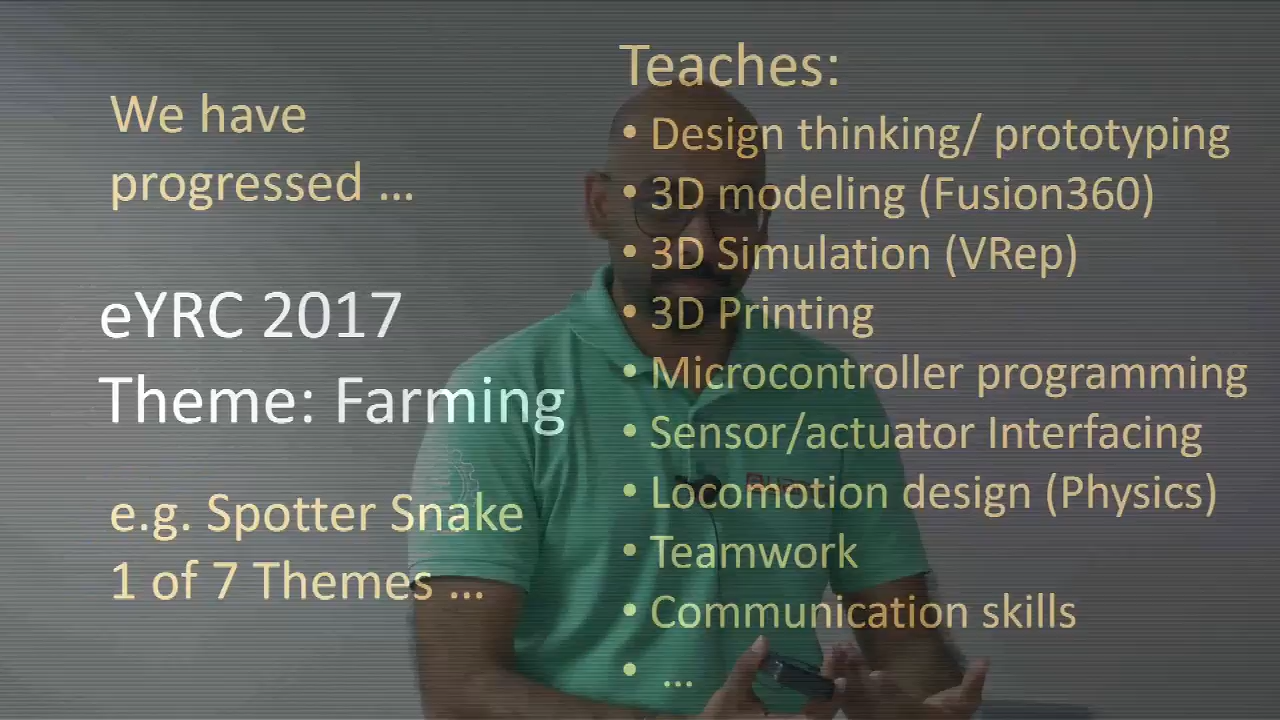 We have
progressed ...
eYRC 2017
Theme: Farming
e.g. Spotter Snake
1 of 7 Themes ...
Teaches:
• Design thinking/ prototyping
• 3D modeling (Fusion360)
• 3D Simulation (VRep)
• 3D Printing
• Microcontroller programming
• Sensor/actuator Interfacing
• Locomotion design (Physics)
• Teamwork
• Communication skills
• ...